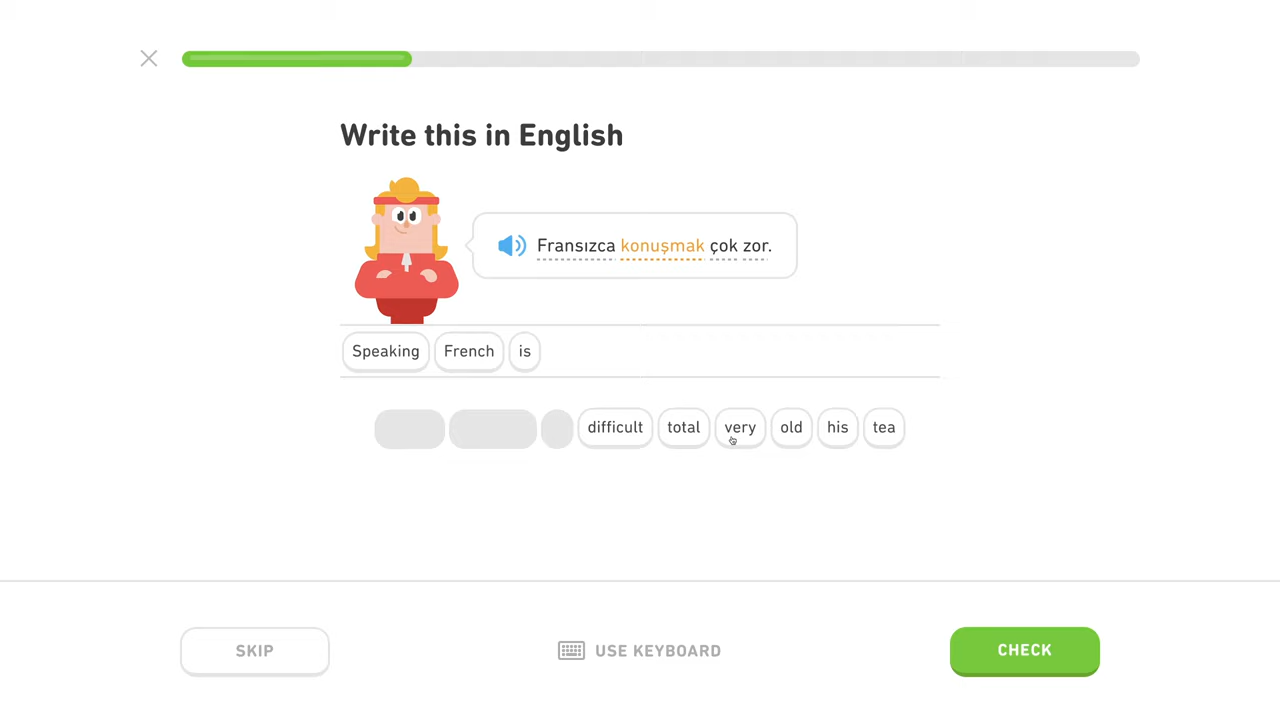 Write this in English
Fransızca konuşmak çok zor.
Speaking French is
difficult total very old his tea
SKIP USE KEYBOARD CHECK